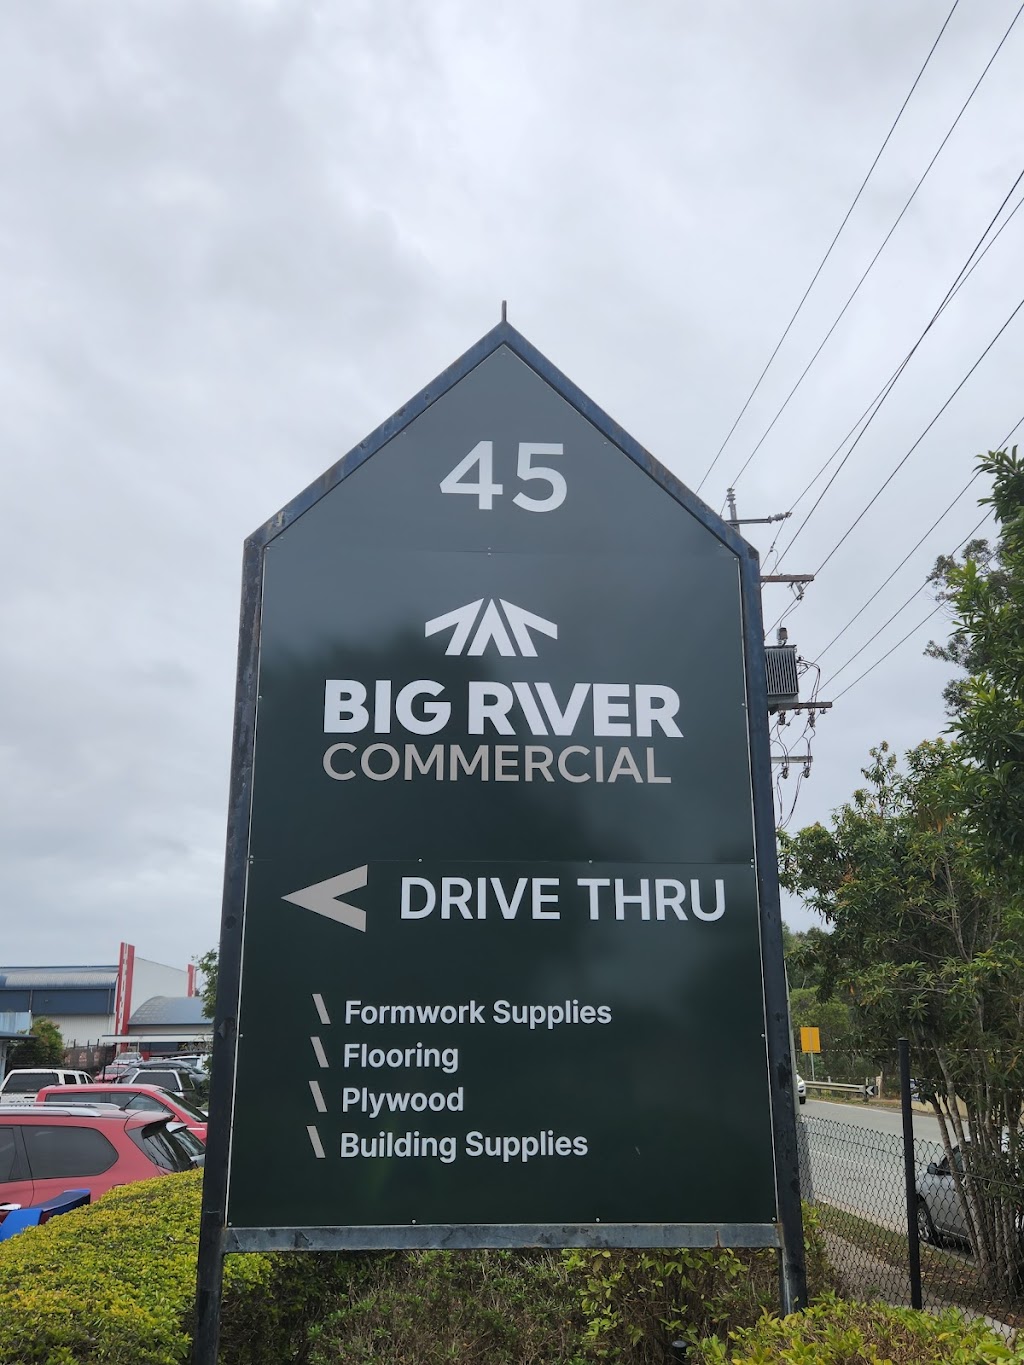 45
BIG RIVER
COMMERCIAL
DRIVE THRU
Formwork Supplies
Flooring
Plywood
Building Supplies